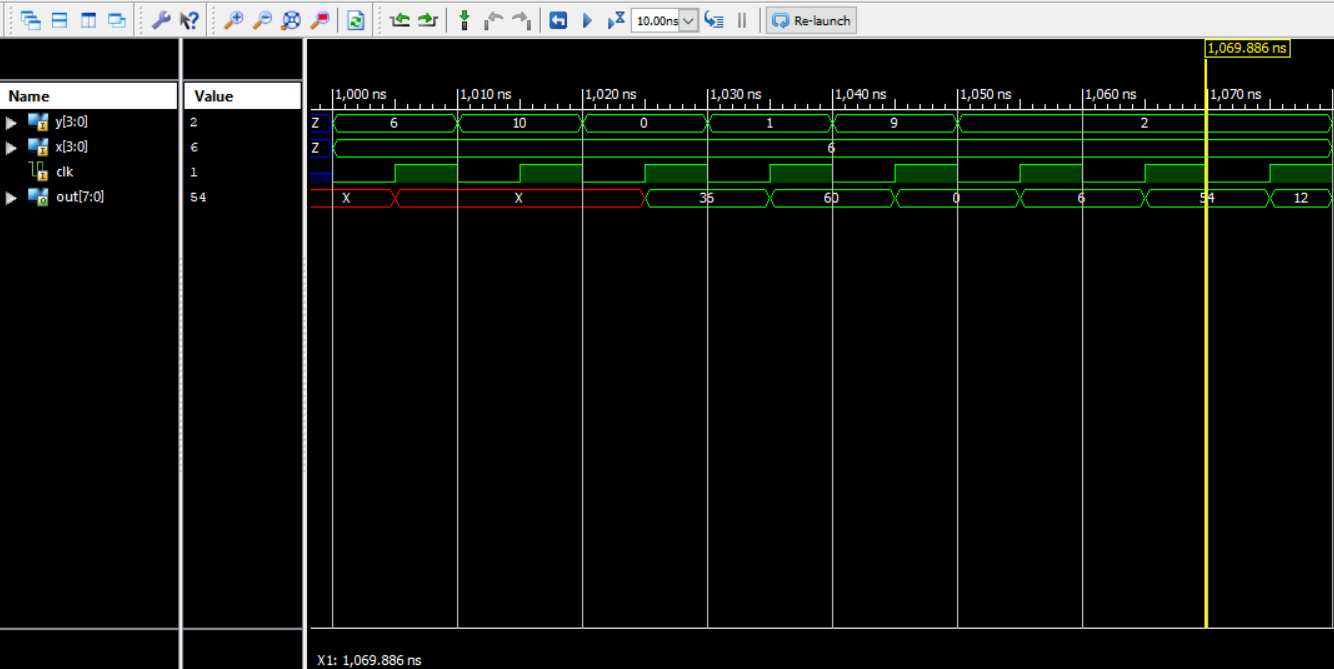 10.00ns Re-launch
1,069.886 ns
Name Value
1,000 ns 1,010 ns 1,020 ns 1,030 ns 1,040 ns 1,050 ns 1,060 ns 1,070 ns
y[3:0] 2 Z 6 10 0 1 9 2
x[3:0] 6 Z 6
clk 1
out[7:0] 54 X X 36 60 0 6 54 12
X1: 1,069.886 ns